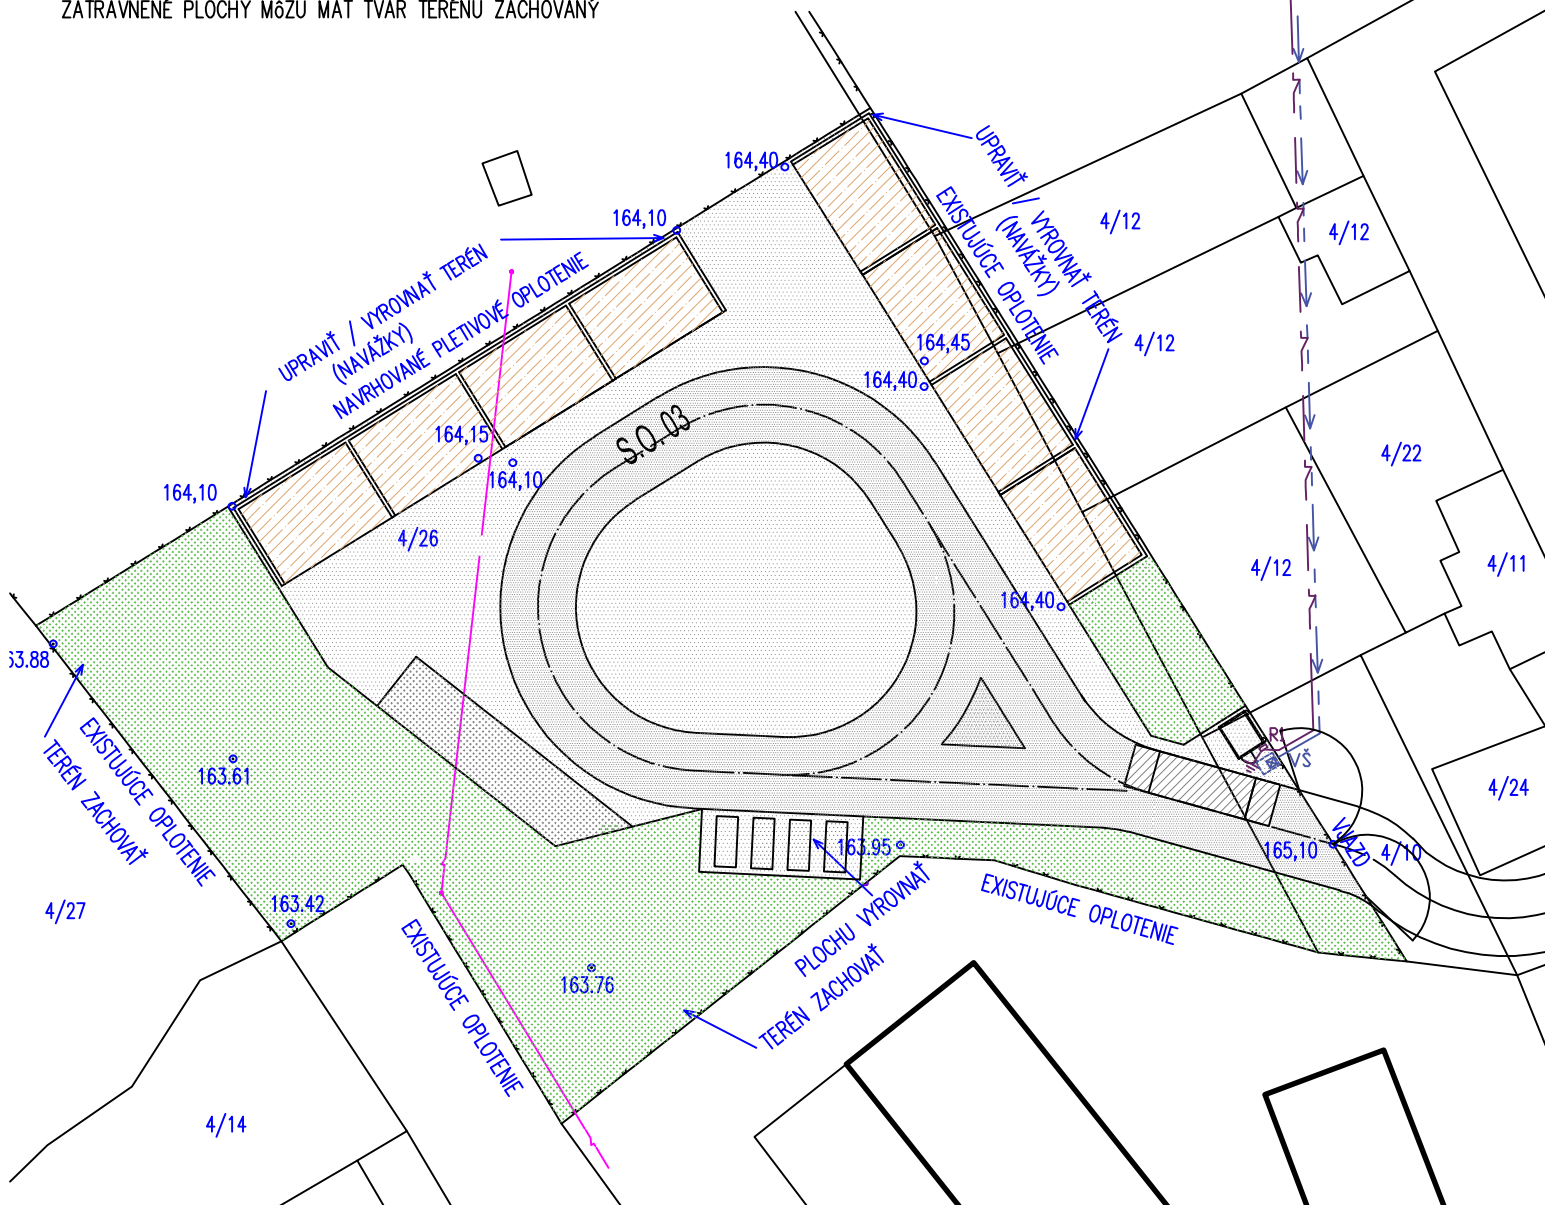 ZATRÁVNENÉ PLOCHY MôŽU MAŤ TVAR TERÉNU ZACHOVANÝ
164,40
164,10
UPRAVIŤ / VYROVNAŤ TERÉN
(NAVÁŽKY)
EXISTUJÚCE OPLOTENIE
4/12
4/12
UPRAVIŤ / VYROVNAŤ TERÉN
(NAVÁŽKY)
NAVRHOVANÉ PLETIVOVÉ OPLOTENIE
164,45
164,40
4/12
S.O.03
164,15
164,10
164,10
4/22
4/26
4/12
4/11
164,40
63.88
TERÉN ZACHOVAŤ
EXISTUJÚCE OPLOTENIE
163.61
VŠ
4/24
163.95
165,10
VJAZD
4/10
4/27
163.42
EXISTUJÚCE OPLOTENIE
163.76
PLOCHU VYROVNAŤ
TERÉN ZACHOVAŤ
EXISTUJÚCE OPLOTENIE
4/14